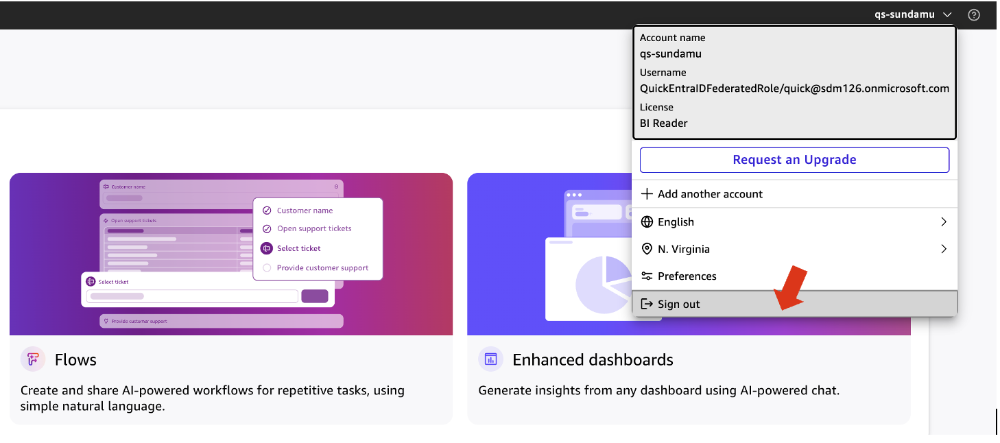 qs-sundamu
Account name
qs-sundamu
Username
QuickEntraIDFederatedRole/quick@sdm126.onmicrosoft.com
License
BI Reader
Request an Upgrade
Add another account
English
N. Virginia
Preferences
Sign out
Customer name
Open support tickets
Customer name
Open support tickets
Select ticket
Provide customer support
Select ticket
Provide customer support
Flows
Create and share AI-powered workflows for repetitive tasks, using
simple natural language.
Enhanced dashboards
Generate insights from any dashboard using AI-powered chat.